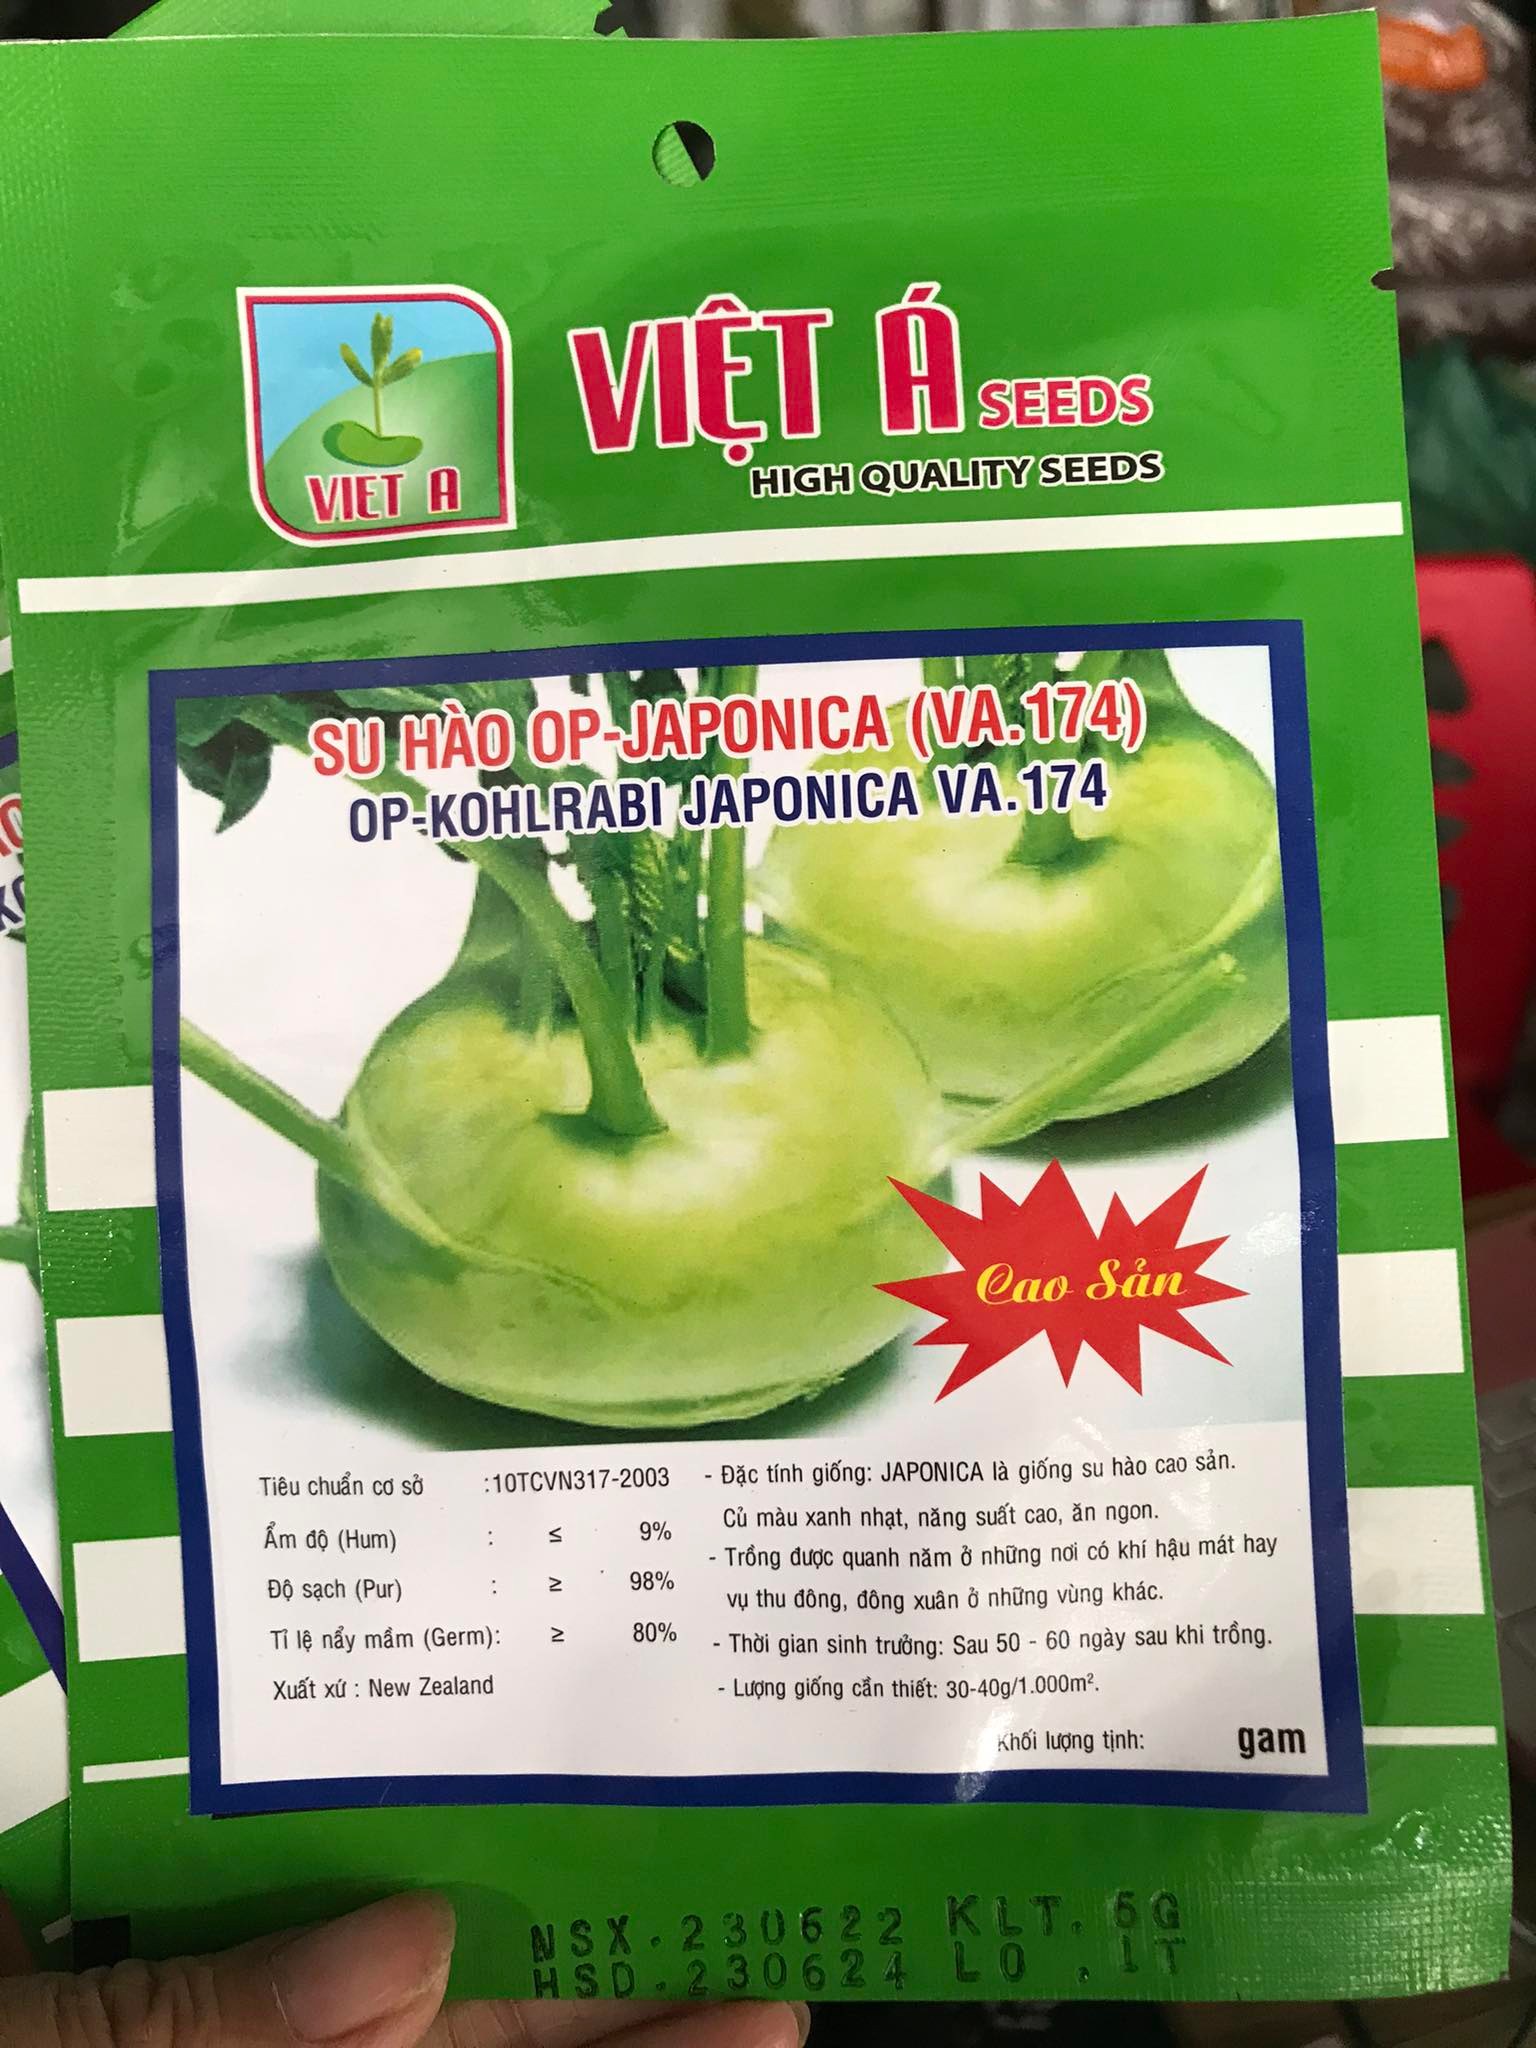 VIET A
VIỆT Á SEEDS
HIGH QUALITY SEEDS
SU HÀO OP-JAPONICA (VA.174)
OP-KOHLRABI JAPONICA VA.174
Cao Sản
Tiêu chuẩn cơ sở :10TCVN317-2003
Ẩm độ (Hum) : ≤ 9%
Độ sạch (Pur) : ≥ 98%
Tỉ lệ nẩy mầm (Germ): ≥ 80%
Xuất xứ : New Zealand
- Đặc tính giống: JAPONICA là giống su hào cao sản.
Củ màu xanh nhạt, năng suất cao, ăn ngon.
- Trồng được quanh năm ở những nơi có khí hậu mát hay
vụ thu đông, đông xuân ở những vùng khác.
- Thời gian sinh trưởng: Sau 50 - 60 ngày sau khi trồng.
- Lượng giống cần thiết: 30-40g/1.000m².
Khối lượng tịnh: gam
NSX.230622 KLT.5G
HSD.230624 LO .1T